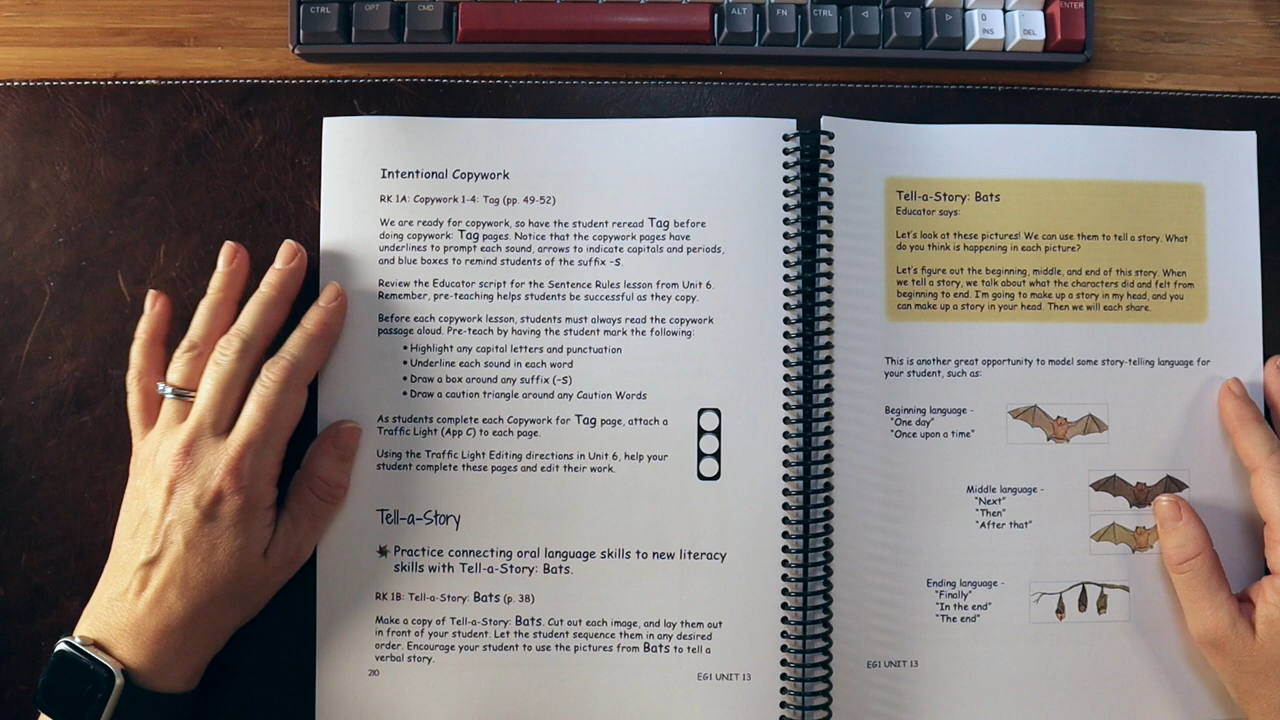 CTRL
OPT
CMD
ALT
FN
CTRL
0
INS
.
DEL
ENTER
Intentional Copywork
RK 1A: Copywork 1-4: Tag (pp. 49-52)
We are ready for copywork, so have the student reread Tag before
doing copywork: Tag pages. Notice that the copywork pages have
underlines to prompt each sound, arrows to indicate capitals and periods,
and blue boxes to remind students of the suffix -s.
Review the Educator script for the Sentence Rules lesson from Unit 6.
Remember, pre-teaching helps students be successful as they copy.
Before each copywork lesson, students must always read the copywork
passage aloud. Pre-teach by having the student mark the following:
• Highlight any capital letters and punctuation
• Underline each sound in each word
• Draw a box around any suffix (-s)
• Draw a caution triangle around any Caution Words
As students complete each Copywork for Tag page, attach a
Traffic Light (App C) to each page.
Using the Traffic Light Editing directions in Unit 6, help your
student complete these pages and edit their work.
Tell-a-Story
Practice connecting oral language skills to new literacy
skills with Tell-a-Story: Bats.
RK 1B: Tell-a-Story: Bats (p. 38)
Make a copy of Tell-a-Story: Bats. Cut out each image, and lay them out
in front of your student. Let the student sequence them in any desired
order. Encourage your student to use the pictures from Bats to tell a
verbal story.
210
EG1 UNIT 13
Tell-a-Story: Bats
Educator says:
Let's look at these pictures! We can use them to tell a story. What
do you think is happening in each picture?
Let's figure out the beginning, middle, and end of this story. When
we tell a story, we talk about what the characters did and felt from
beginning to end. I'm going to make up a story in my head, and you
can make up a story in your head. Then we will each share.
This is another great opportunity to model some story-telling language for
your student, such as:
Beginning language -
"One day"
"Once upon a time"
Middle language -
"Next"
"Then"
"After that"
Ending language -
"Finally"
"In the end"
"The end"
EG1 UNIT 13